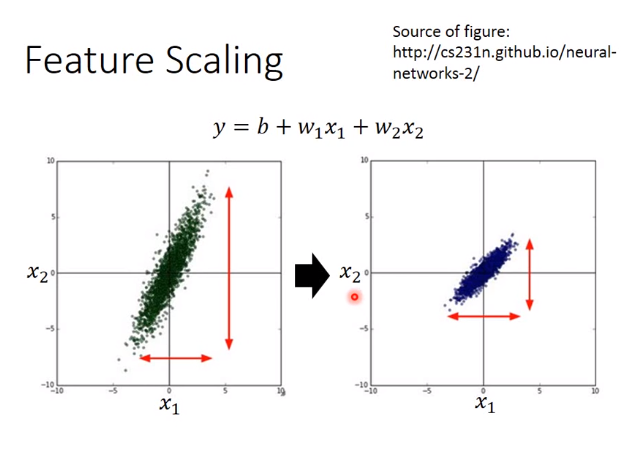 Source of figure:
http://cs231n.github.io/neural-
networks-2/
Feature Scaling
y = b + w₁x₁ + w₂x₂
10
5
x₂ 0
−5
−10
−10 −5 0 5 10
x₁
10
5
x₂ 0
−5
−10
−10 −5 0 5 10
x₁